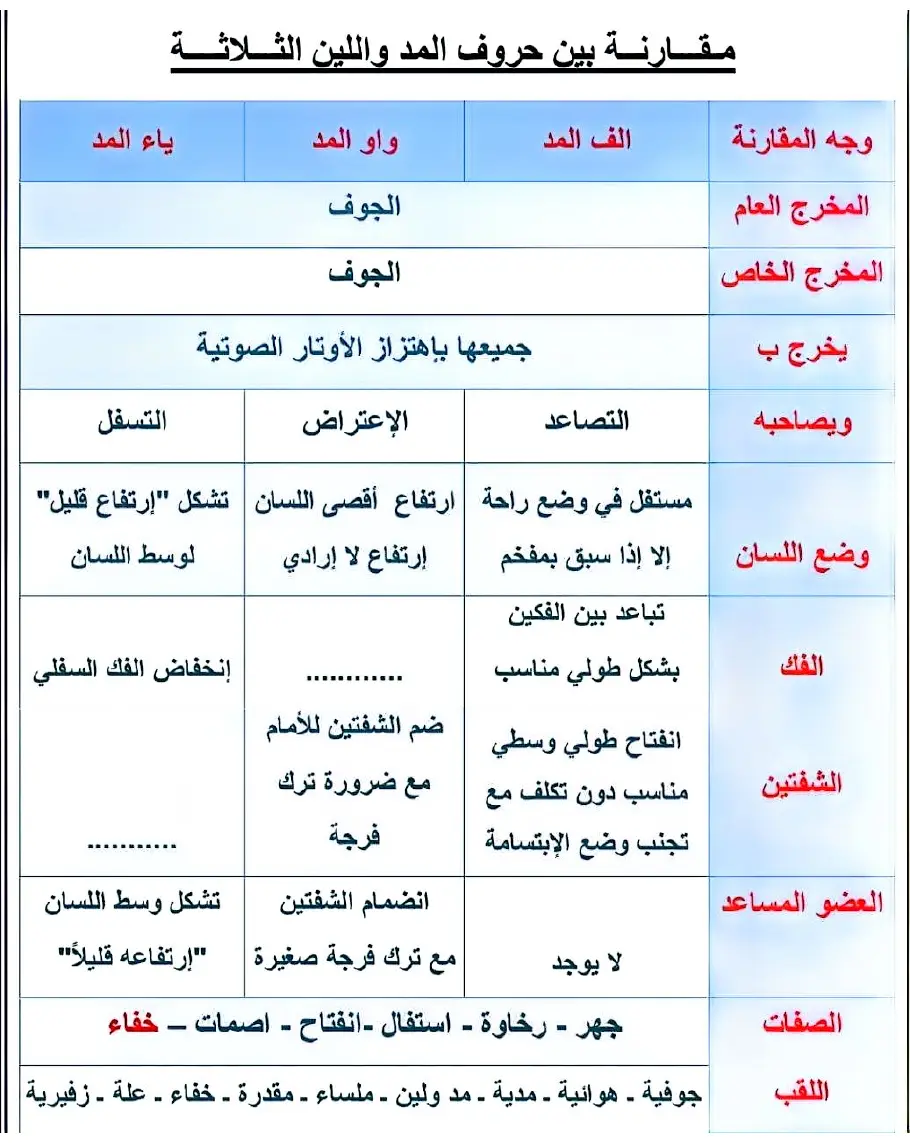 مقارنة بين حروف المد واللين الثلاثة
وجه المقارنة	الف المد	واو المد	ياء المد
المخرج العام	الجوف
المخرج الخاص	الجوف
يخرج ب	جميعها بإهتزاز الأوتار الصوتية
ويصاحبه	التصاعد	الإعتراض	التسفل
وضع اللسان
مستفل في وضع راحة
إلا إذا سبق بمفخم
ارتفاع أقصى اللسان
إرتفاع لا إرادي
تشكل "إرتفاع قليل"
لوسط اللسان
الفك
تباعد بين الفكين
بشكل طولي مناسب
............
إنخفاض الفك السفلي
الشفتين
انفتاح طولي وسطي
مناسب دون تكلف مع
تجنب وضع الإبتسامة
ضم الشفتين للأمام
مع ضرورة ترك
فرجة
...........
العضو المساعد
لا يوجد
انضمام الشفتين
مع ترك فرجة صغيرة
تشكل وسط اللسان
"إرتفاعه قليلاً"
الصفات	جهر - رخاوة - استفال -انفتاح - اصمات – خفاء
اللقب	جوفية - هوائية - مدية - مد ولين - ملساء - مقدرة - خفاء - علة - زفيرية